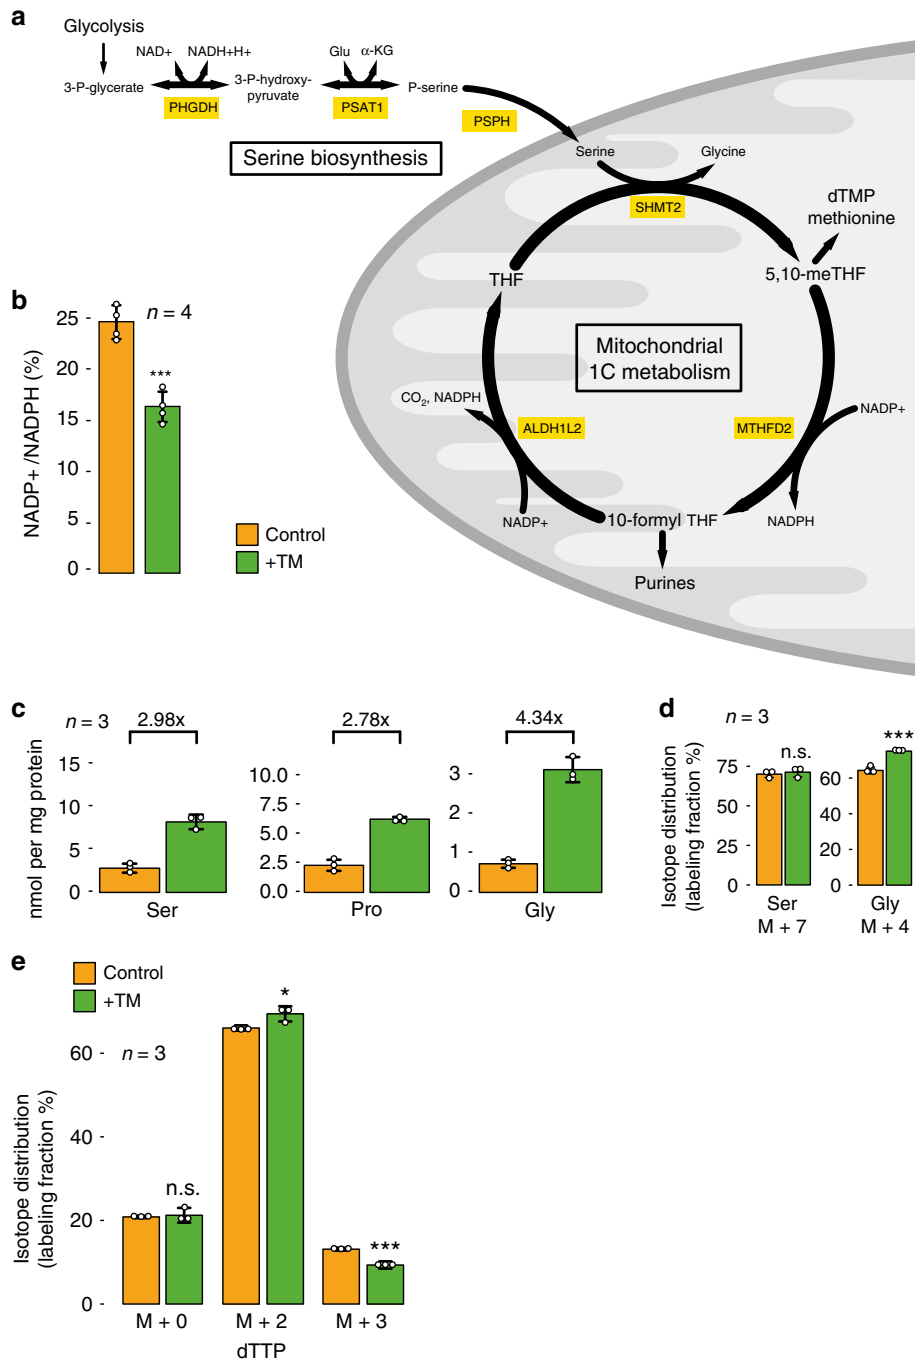 a
Glycolysis
NAD+
NADH+H+
Glu
α-KG
3-P-glycerate
3-P-hydroxy-
pyruvate
P-serine
PHGDH
PSAT1
PSPH
Serine biosynthesis
Serine
Glycine
SHMT2
dTMP
methionine
THF
5,10-meTHF
Mitochondrial
1C metabolism
CO₂, NADPH
ALDH1L2
MTHFD2
NADP+
NADP+
10-formyl THF
NADPH
Purines
b
n = 4
***
NADP+ /NADPH (%)
25 -
20 -
15 -
10 -
5 -
0 -
Control
+TM
c
n = 3
2.98x
2.78x
4.34x
nmol per mg protein
15
10
5
0
Ser
10.0
7.5
5.0
2.5
0.0
Pro
3
2
1
0
Gly
d
n = 3
n.s.
***
Isotope distribution
(labeling fraction %)
75
50
25
0
60
40
20
0
Ser
M + 7
Gly
M + 4
e
Control
+TM
n = 3
*
n.s.
***
Isotope distribution
(labeling fraction %)
60 -
40 -
20 -
0 -
M + 0
M + 2
M + 3
dTTP